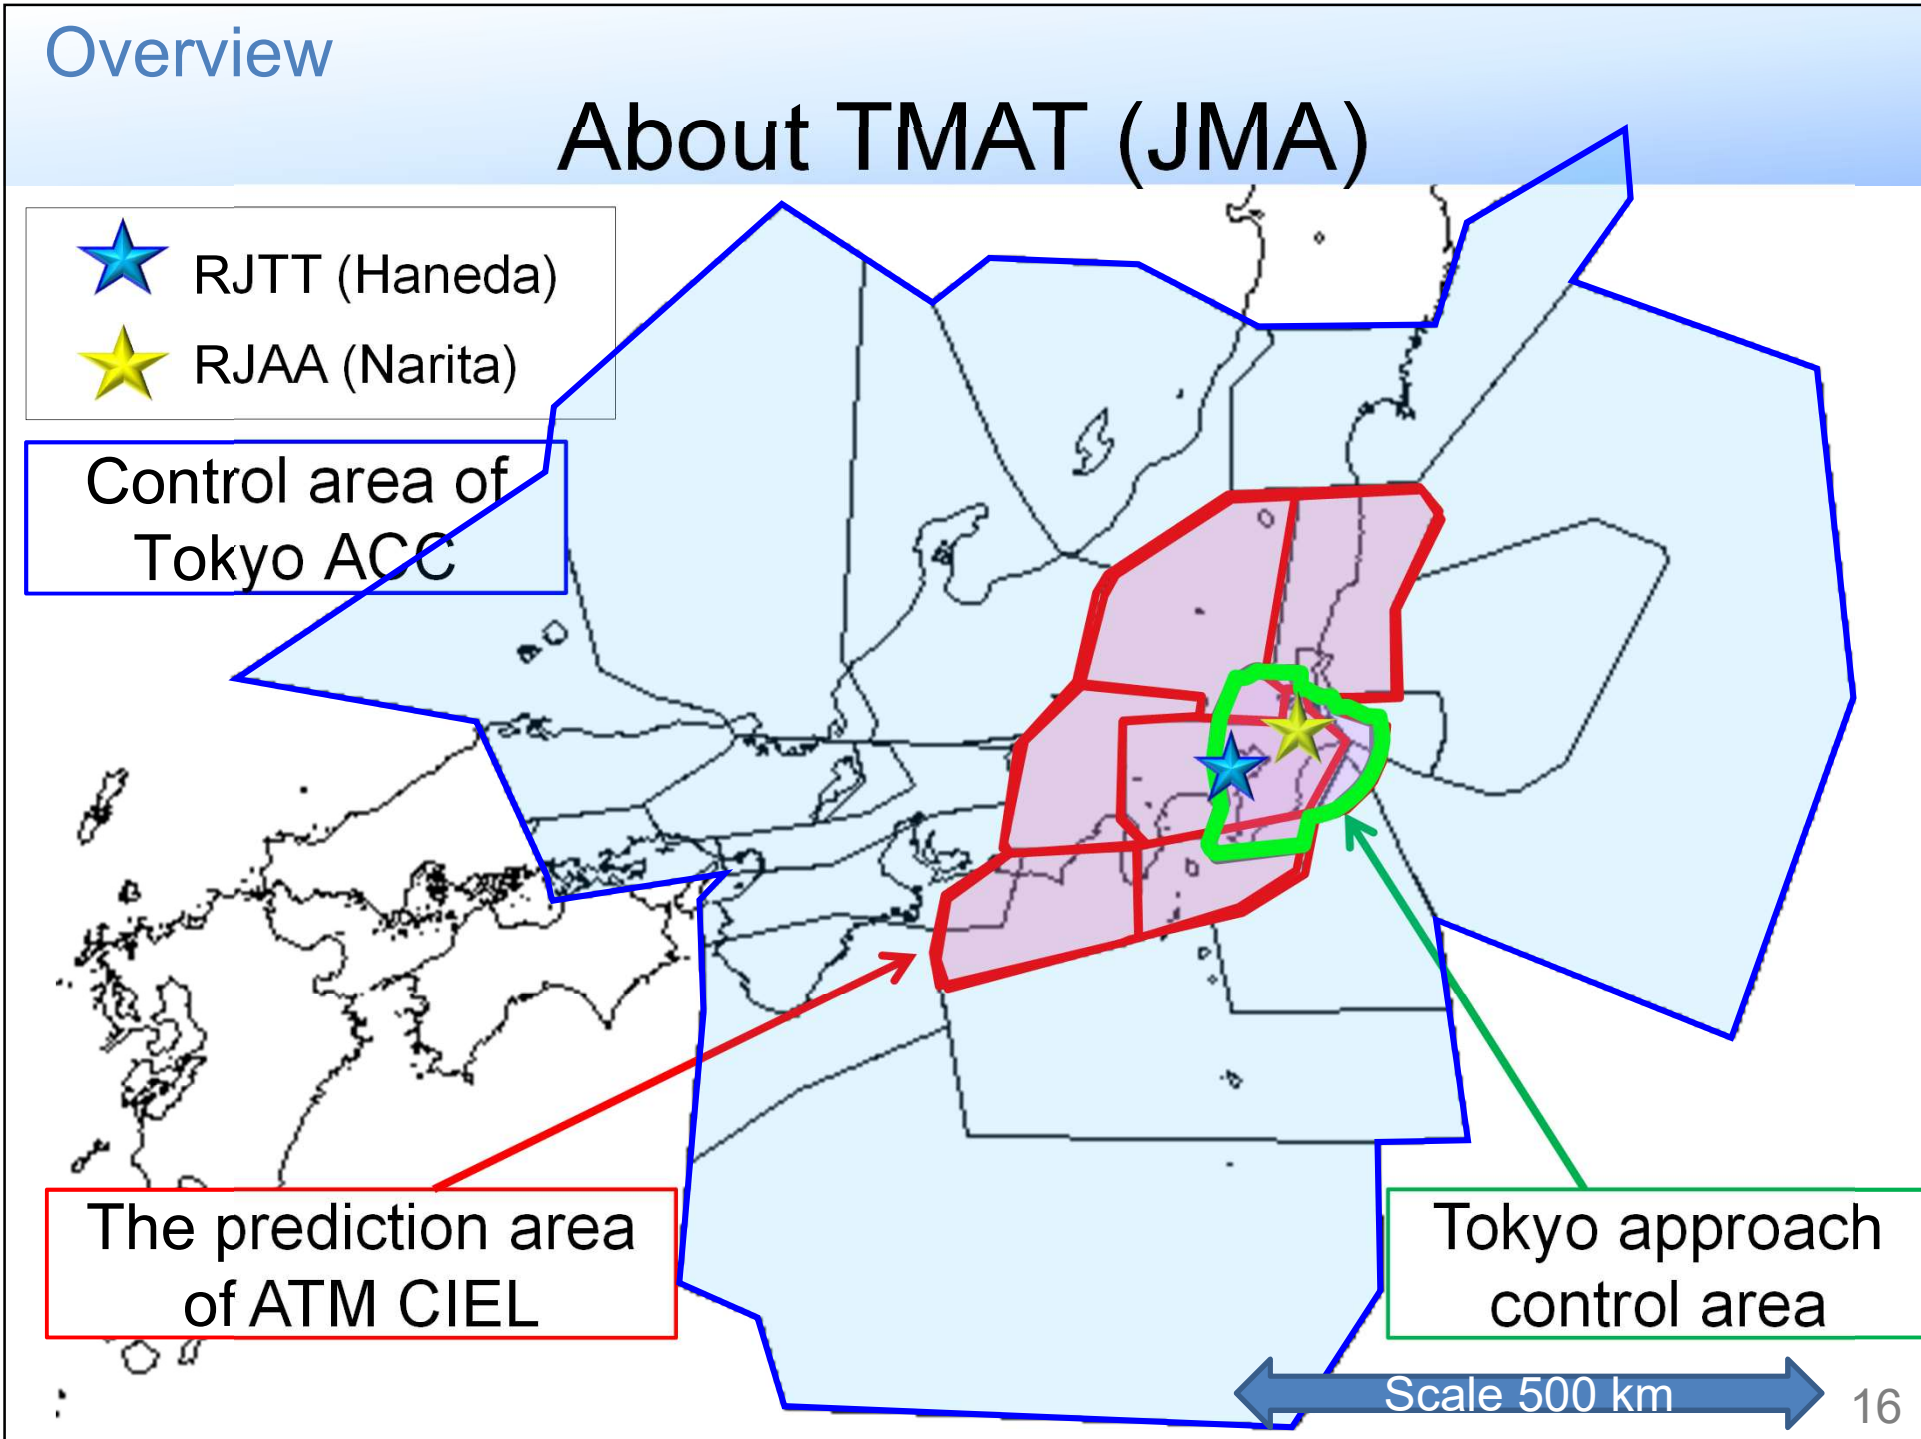 Overview
About TMAT (JMA)
RJTT (Haneda)
RJAA (Narita)
Control area of
Tokyo ACC
The prediction area
of ATM CIEL
Tokyo approach
control area
Scale 500 km
16